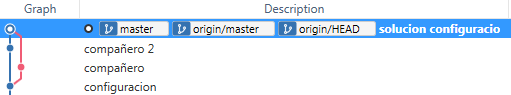 Graph Description
master origin/master origin/HEAD solucion configuracio
compañero 2
compañero
configuracion